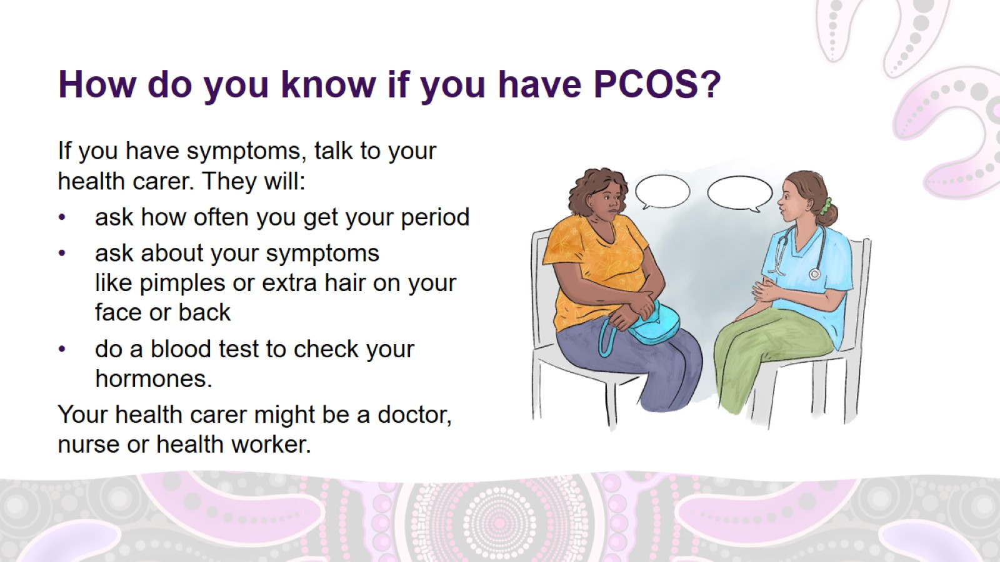 How do you know if you have PCOS?
If you have symptoms, talk to your
health carer. They will:
• ask how often you get your period
• ask about your symptoms
like pimples or extra hair on your
face or back
• do a blood test to check your
hormones.
Your health carer might be a doctor,
nurse or health worker.